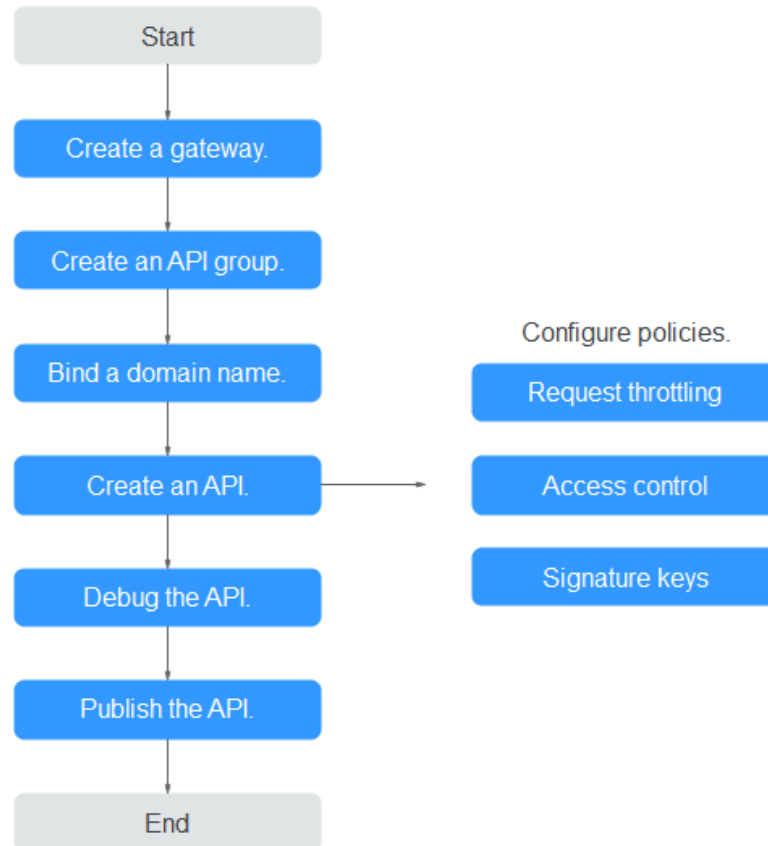 Start
Create a gateway.
Create an API group.
Bind a domain name.
Create an API.
Debug the API.
Publish the API.
End
Configure policies.
Request throttling
Access control
Signature keys